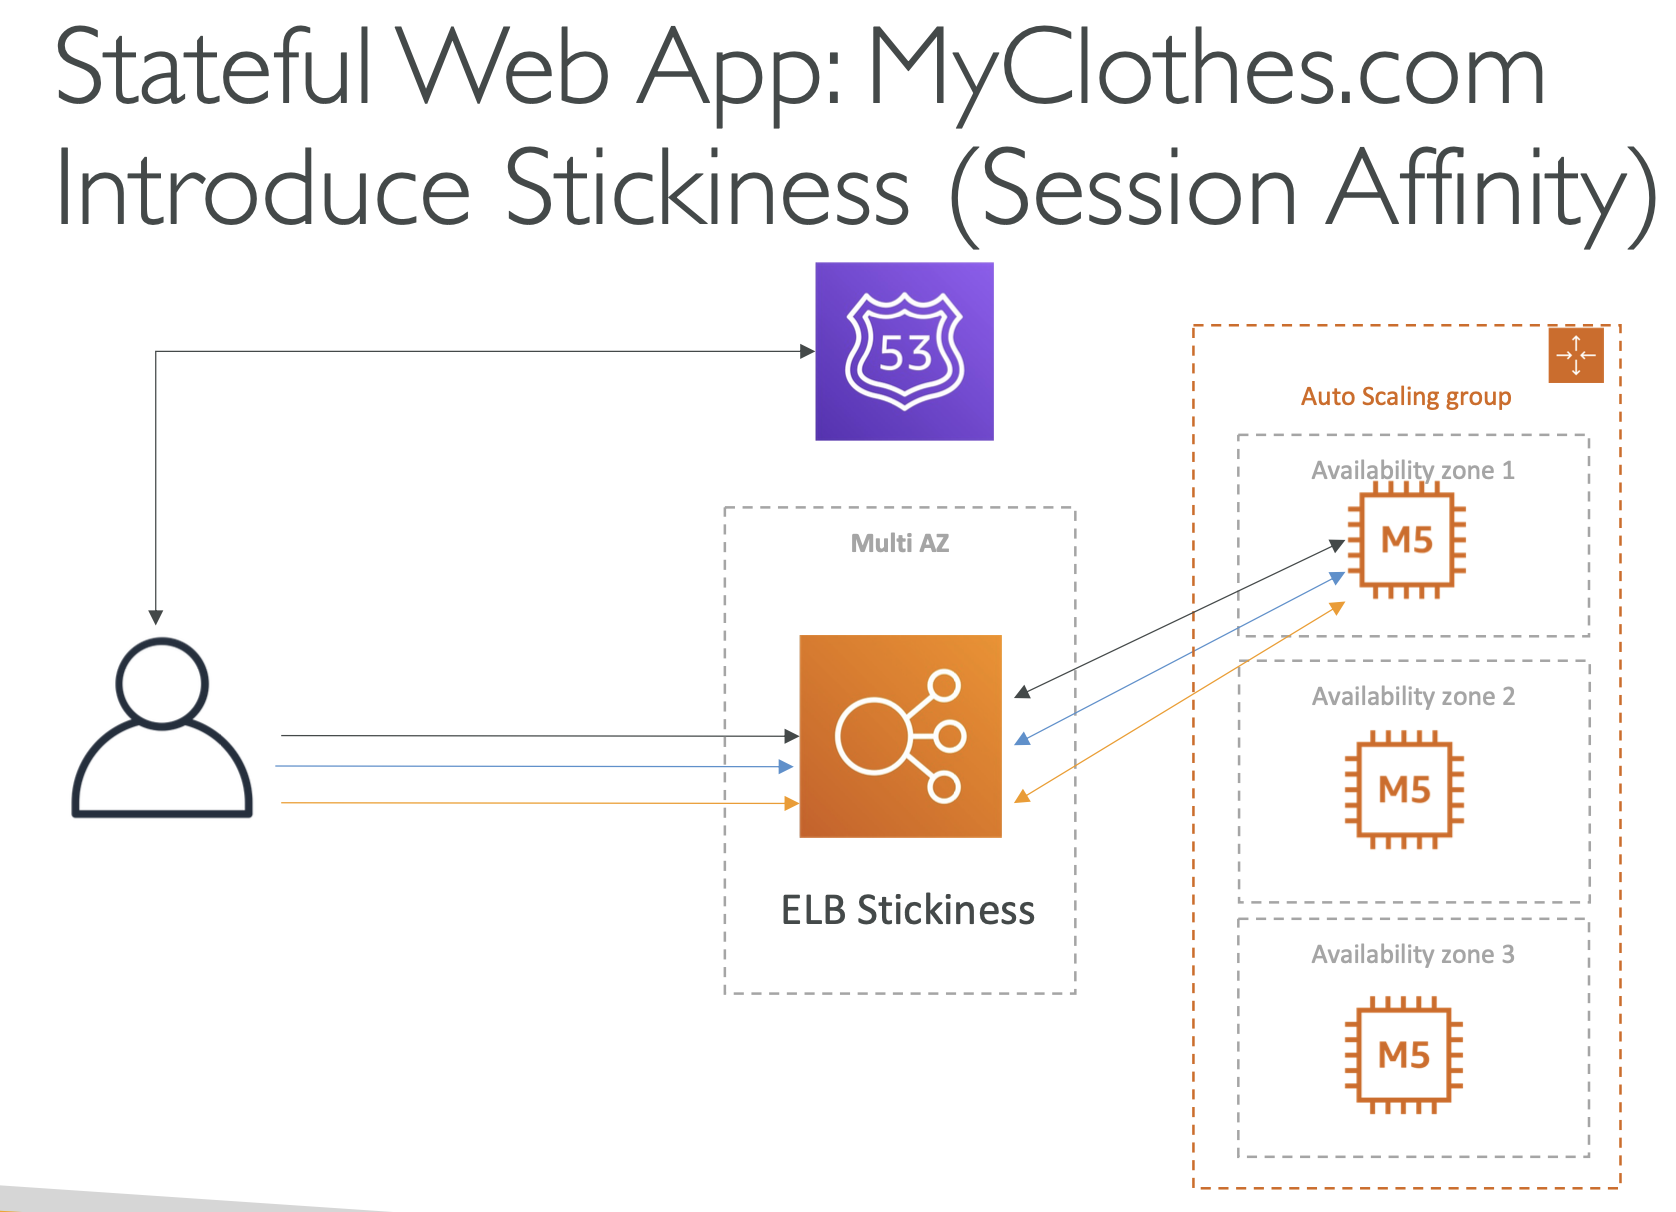 Stateful Web App: MyClothes.com
Introduce Stickiness (Session Affinity)
53
Auto Scaling group
Availability zone 1
M5
Multi AZ
Availability zone 2
M5
ELB Stickiness
Availability zone 3
M5